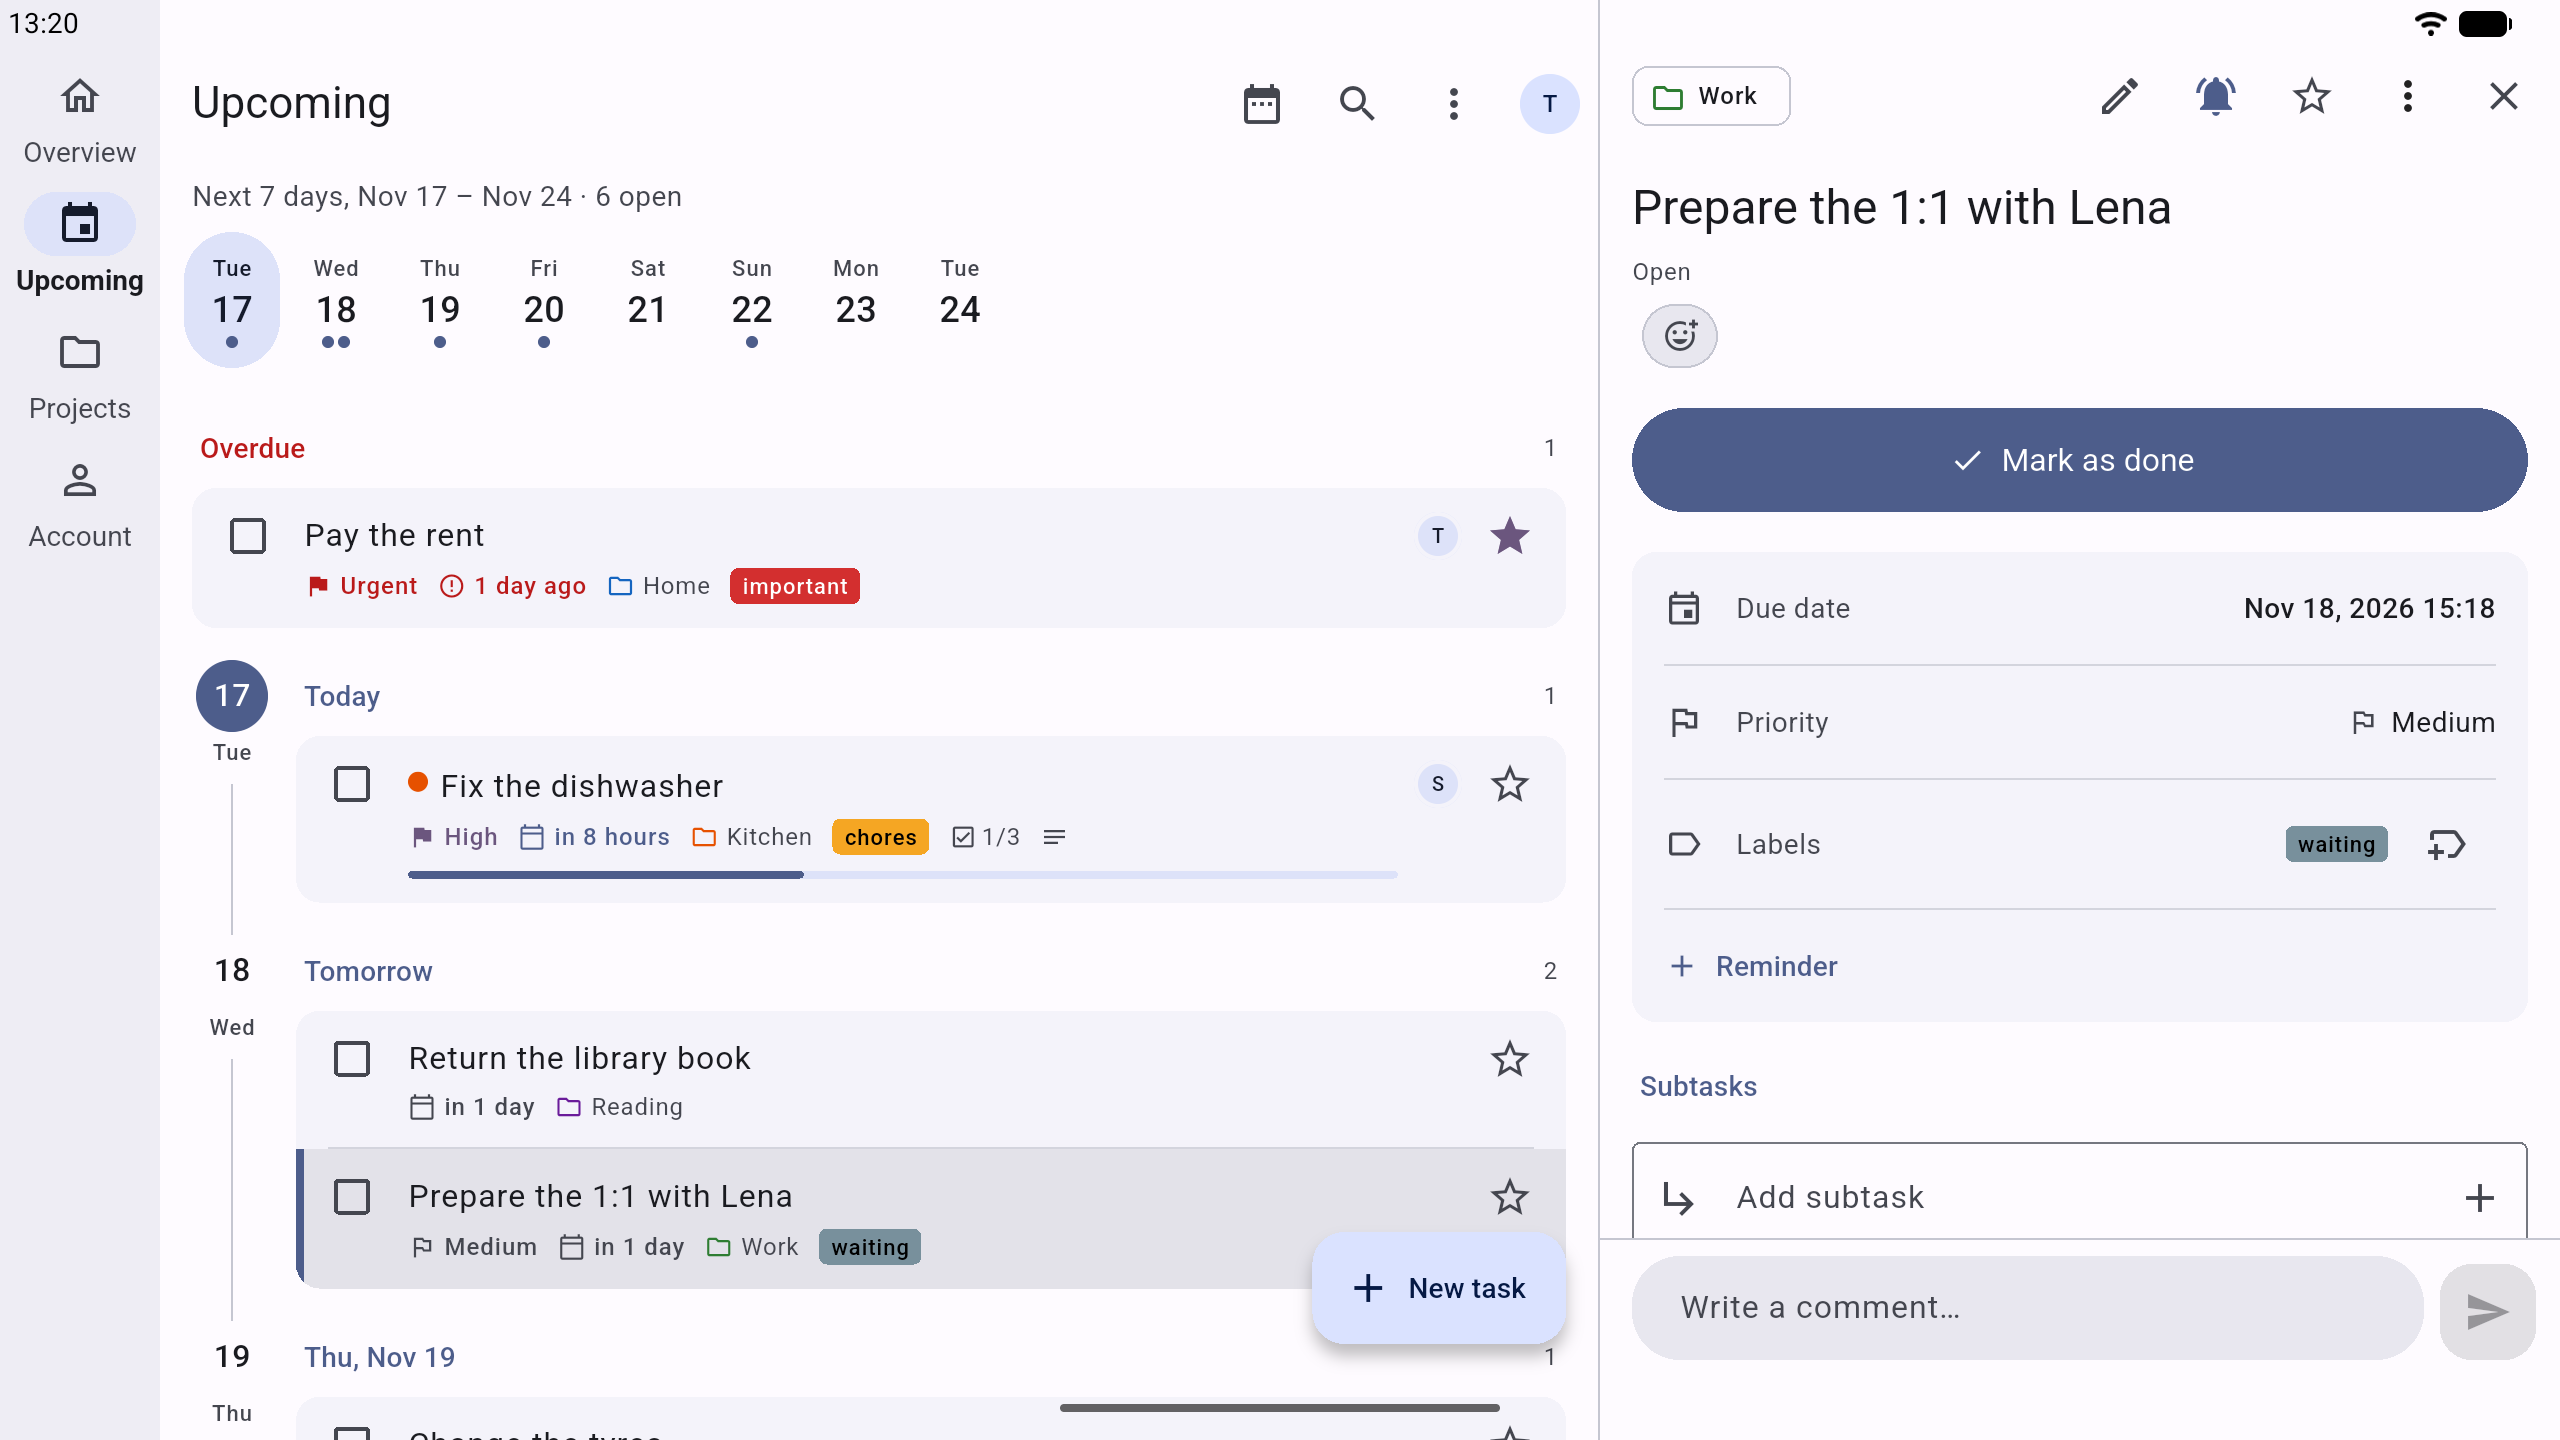 13:20
Overview
Upcoming
Projects
Account
Upcoming
T
Next 7 days, Nov 17 – Nov 24 · 6 open
Tue Wed Thu Fri Sat Sun Mon Tue
17 18 19 20 21 22 23 24
Overdue 1
Pay the rent T
Urgent 1 day ago Home important
17 Today 1
Tue
Fix the dishwasher S
High in 8 hours Kitchen chores 1/3
18 Tomorrow 2
Wed
Return the library book
in 1 day Reading
Prepare the 1:1 with Lena
Medium in 1 day Work waiting
New task
19 Thu, Nov 19 1
Thu
Change the tyres
Work
Prepare the 1:1 with Lena
Open
Mark as done
Due date Nov 18, 2026 15:18
Priority Medium
Labels waiting
Reminder
Subtasks
Add subtask
Write a comment…